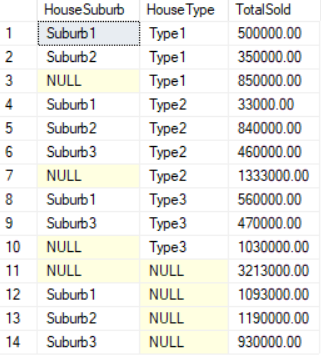 HouseSuburb HouseType TotalSold
1 Suburb1 Type1 500000.00
2 Suburb2 Type1 350000.00
3 NULL Type1 850000.00
4 Suburb1 Type2 33000.00
5 Suburb2 Type2 840000.00
6 Suburb3 Type2 460000.00
7 NULL Type2 1333000.00
8 Suburb1 Type3 560000.00
9 Suburb3 Type3 470000.00
10 NULL Type3 1030000.00
11 NULL NULL 3213000.00
12 Suburb1 NULL 1093000.00
13 Suburb2 NULL 1190000.00
14 Suburb3 NULL 930000.00